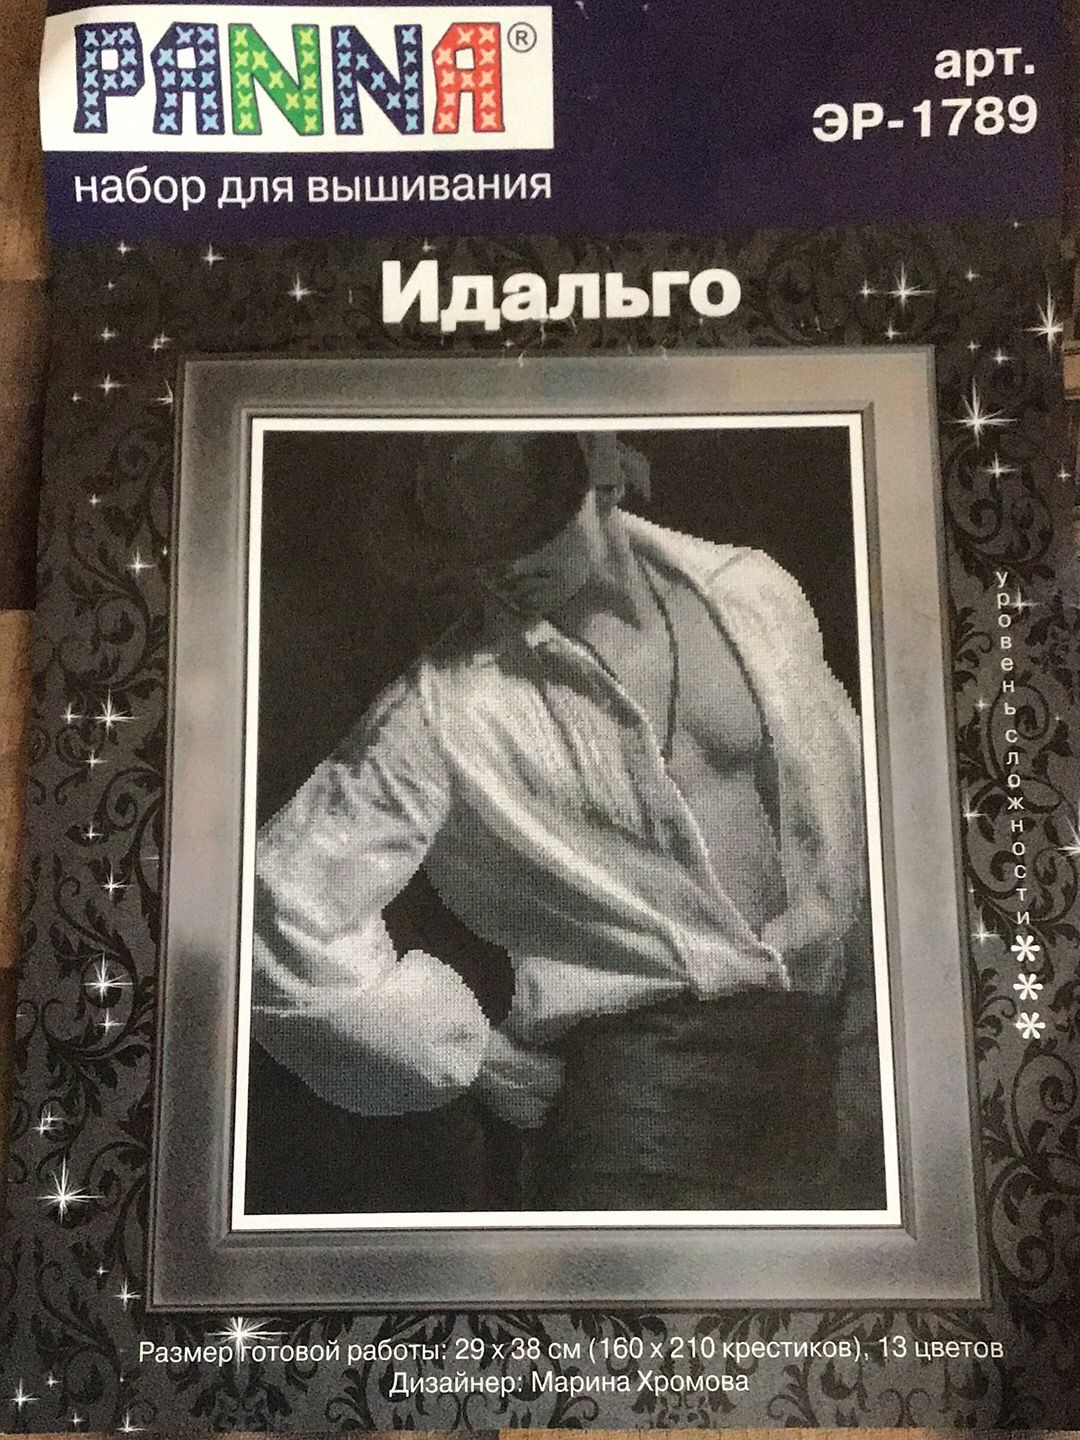 PANNA®
арт.
ЭР-1789
набор для вышивания
Идальго
уровень сложности ***
Размер готовой работы: 29 x 38 см (160 x 210 крестиков), 13 цветов
Дизайнер: Марина Хромова